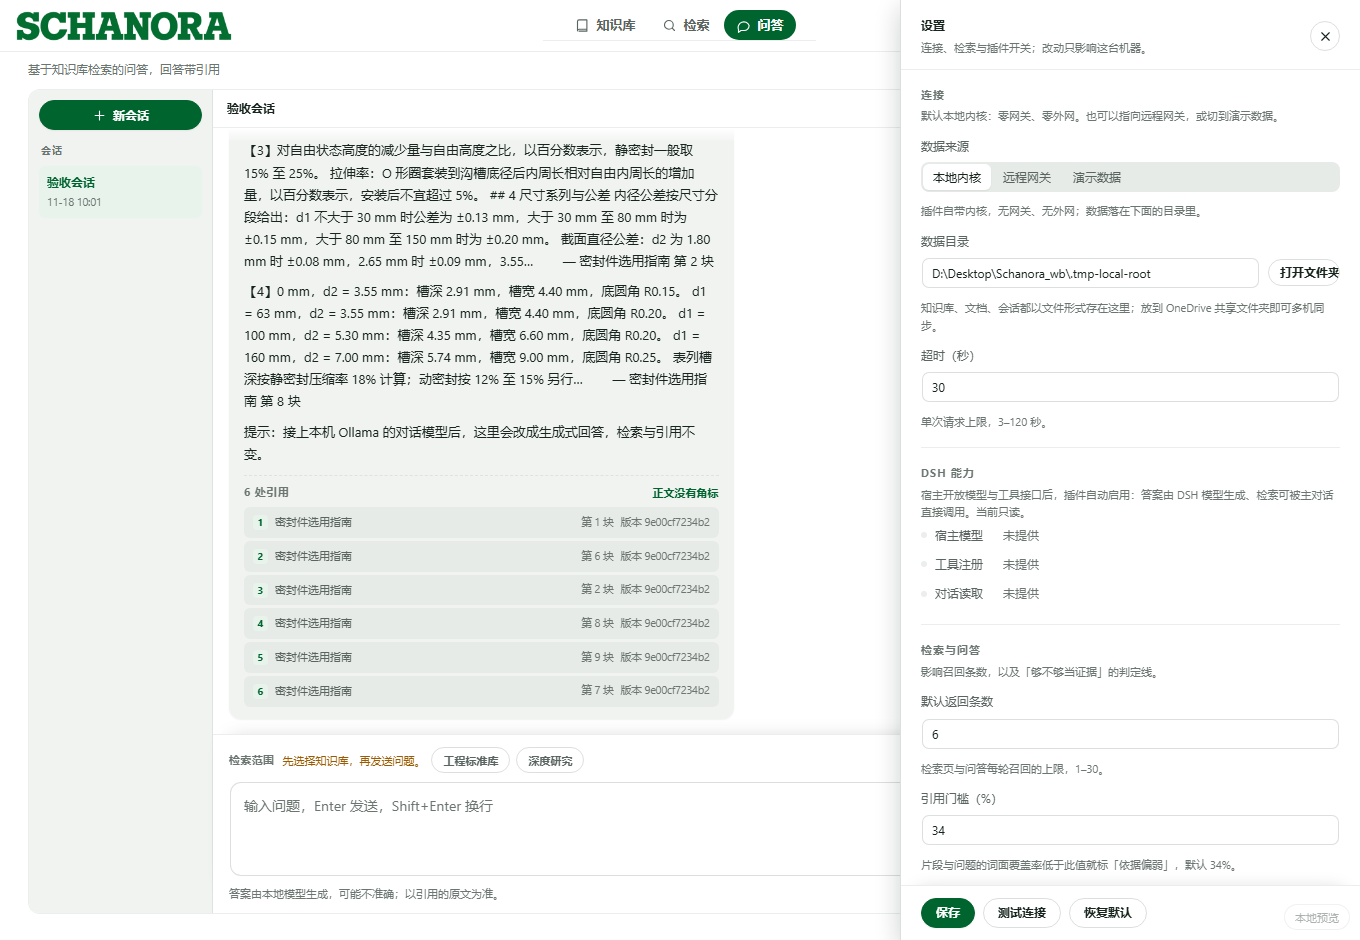 SCHANORA
知识库
检索
问答
基于知识库检索的问答，回答带引用
＋ 新会话
会话
验收会话
11-18 10:01
验收会话
【3】对自由状态高度的减少量与自由高度之比，以百分数表示，静密封一般取
15% 至 25%。 拉伸率：O 形圈套装到沟槽底径后内周长相对自由内周长的增加
量，以百分数表示，安装后不宜超过 5%。 ## 4 尺寸系列与公差 内径公差按尺寸分
段给出：d1 不大于 30 mm 时公差为 ±0.13 mm，大于 30 mm 至 80 mm 时为
±0.15 mm，大于 80 mm 至 150 mm 时为 ±0.20 mm。 截面直径公差：d2 为 1.80
mm 时 ±0.08 mm，2.65 mm 时 ±0.09 mm，3.55... — 密封件选用指南 第 2 块
【4】0 mm，d2 = 3.55 mm：槽深 2.91 mm，槽宽 4.40 mm，底圆角 R0.15。 d1
= 63 mm，d2 = 3.55 mm：槽深 2.91 mm，槽宽 4.40 mm，底圆角 R0.20。 d1 =
100 mm，d2 = 5.30 mm：槽深 4.35 mm，槽宽 6.60 mm，底圆角 R0.20。 d1 =
160 mm，d2 = 7.00 mm：槽深 5.74 mm，槽宽 9.00 mm，底圆角 R0.25。 表列槽
深按静密封压缩率 18% 计算；动密封按 12% 至 15% 另行... — 密封件选用指
南 第 8 块
提示：接上本机 Ollama 的对话模型后，这里会改成生成式回答，检索与引用不
变。
6 处引用
正文没有角标
1 密封件选用指南 第 1 块 版本 9e00cf7234b2
2 密封件选用指南 第 6 块 版本 9e00cf7234b2
3 密封件选用指南 第 2 块 版本 9e00cf7234b2
4 密封件选用指南 第 8 块 版本 9e00cf7234b2
5 密封件选用指南 第 9 块 版本 9e00cf7234b2
6 密封件选用指南 第 7 块 版本 9e00cf7234b2
检索范围 先选择知识库，再发送问题。 工程标准库 深度研究
输入问题，Enter 发送，Shift+Enter 换行
答案由本地模型生成，可能不准确；以引用的原文为准。
设置
连接、检索与插件开关；改动只影响这台机器。
连接
默认本地内核：零网关、零外网。也可以指向远程网关，或切到演示数据。
数据来源
本地内核 远程网关 演示数据
插件自带内核，无网关、无外网；数据落在下面的目录里。
数据目录
D:\Desktop\Schanora_wb\.tmp-local-root
打开文件夹
知识库、文档、会话都以文件形式存在这里；放到 OneDrive 共享文件夹即可多机同
步。
超时（秒）
30
单次请求上限，3–120 秒。
DSH 能力
宿主开放模型与工具接口后，插件自动启用：答案由 DSH 模型生成、检索可被主对话
直接调用。当前只读。
宿主模型 未提供
工具注册 未提供
对话读取 未提供
检索与问答
影响召回条数，以及「够不够当证据」的判定线。
默认返回条数
6
检索页与问答每轮召回的上限，1–30。
引用门槛（%）
34
片段与问题的词面覆盖率低于此值就标「依据偏弱」，默认 34%。
保存 测试连接 恢复默认
本地预览